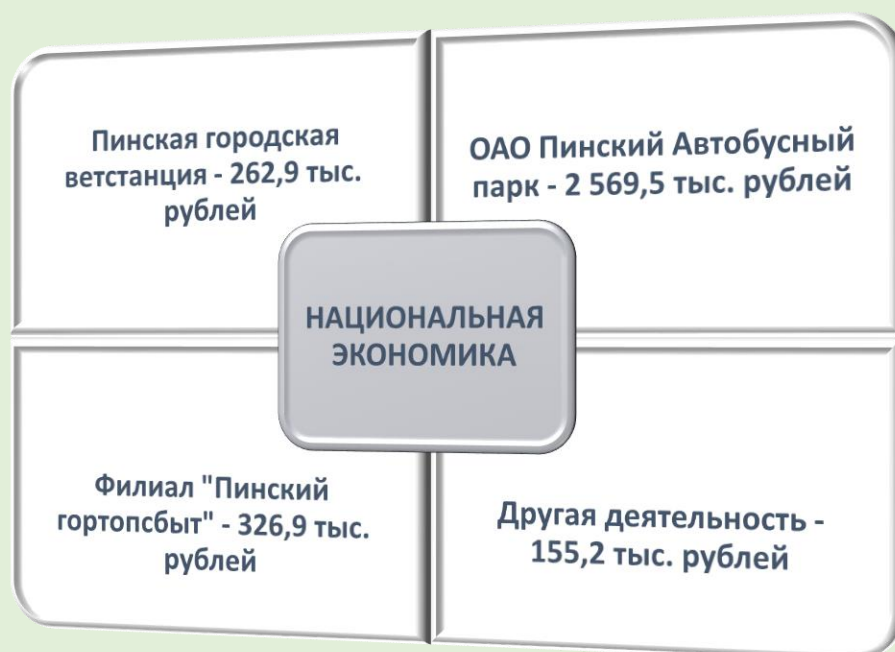 Пинская городская
ветстанция - 262,9 тыс.
рублей
ОАО Пинский Автобусный
парк - 2 569,5 тыс. рублей
НАЦИОНАЛЬНАЯ
ЭКОНОМИКА
Филиал "Пинский
гортопсбыт" - 326,9 тыс.
рублей
Другая деятельность -
155,2 тыс. рублей